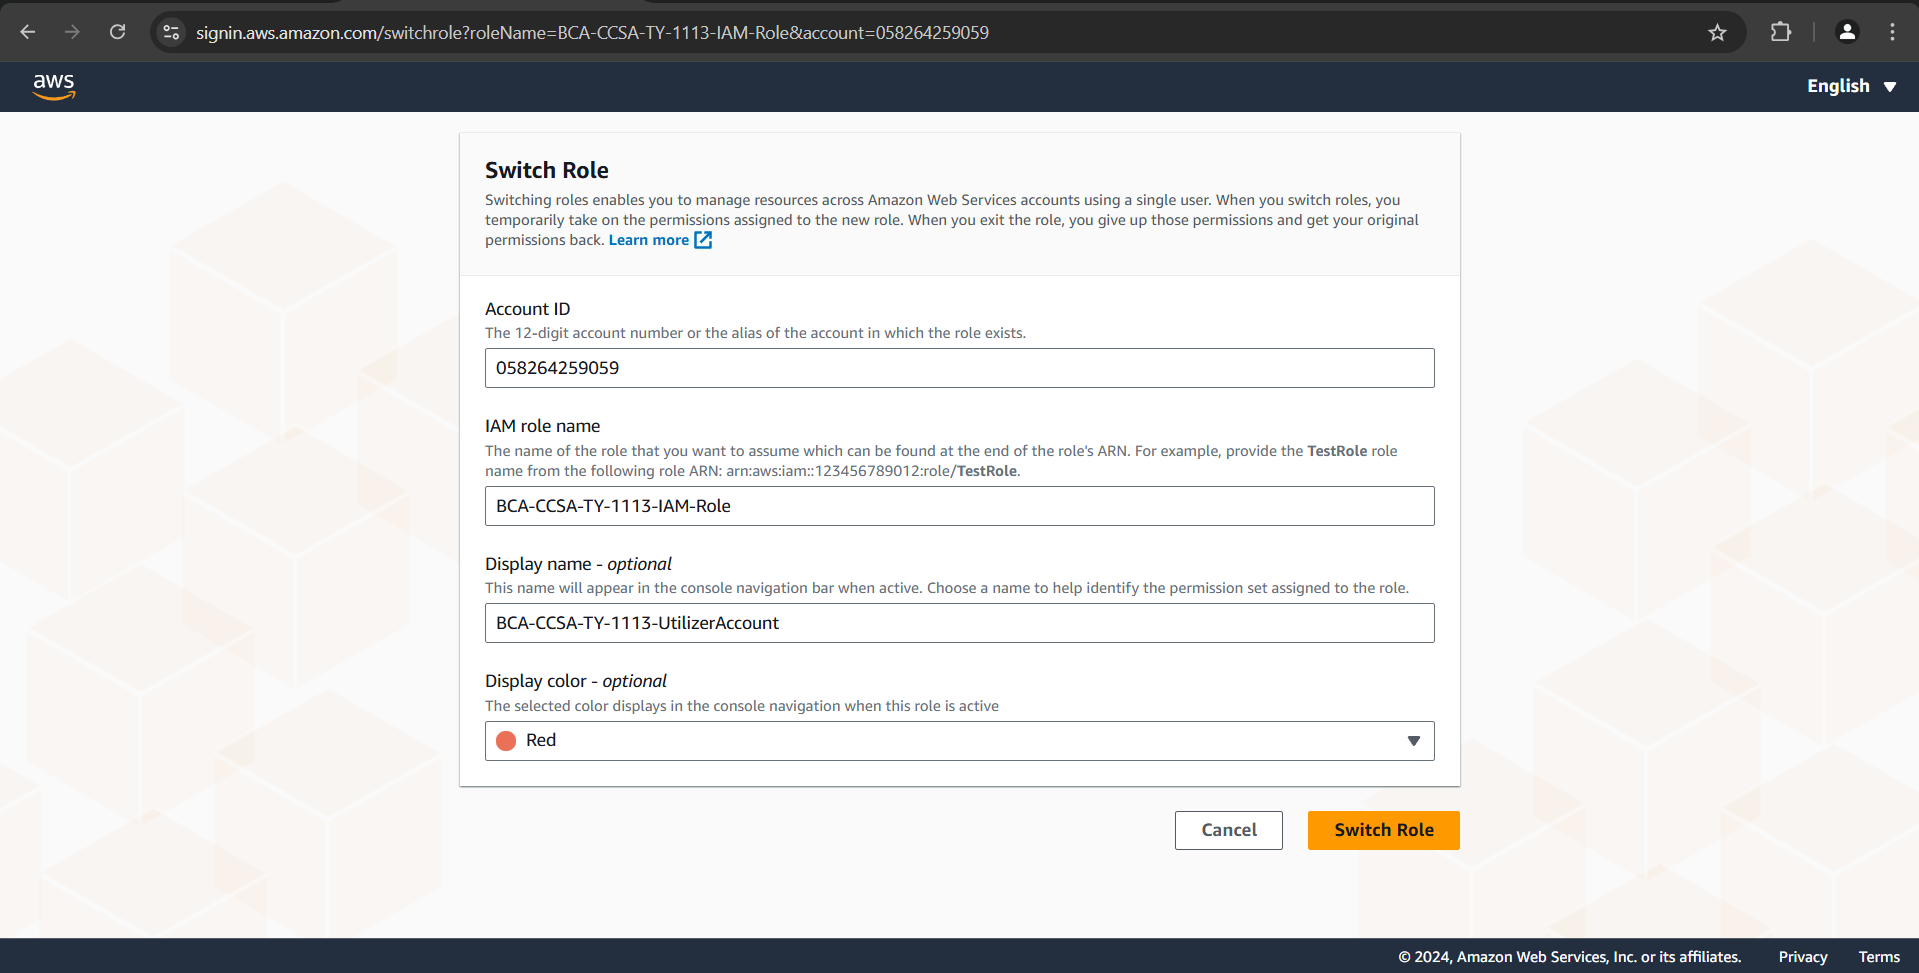 signin.aws.amazon.com/switchrole?roleName=BCA-CCSA-TY-1113-IAM-Role&account=058264259059
aws
English
Switch Role
Switching roles enables you to manage resources across Amazon Web Services accounts using a single user. When you switch roles, you
temporarily take on the permissions assigned to the new role. When you exit the role, you give up those permissions and get your original
permissions back. Learn more
Account ID
The 12-digit account number or the alias of the account in which the role exists.
058264259059
IAM role name
The name of the role that you want to assume which can be found at the end of the role's ARN. For example, provide the TestRole role
name from the following role ARN: arn:aws:iam::123456789012:role/TestRole.
BCA-CCSA-TY-1113-IAM-Role
Display name - optional
This name will appear in the console navigation bar when active. Choose a name to help identify the permission set assigned to the role.
BCA-CCSA-TY-1113-UtilizerAccount
Display color - optional
The selected color displays in the console navigation when this role is active
Red
Cancel
Switch Role
© 2024, Amazon Web Services, Inc. or its affiliates.
Privacy
Terms